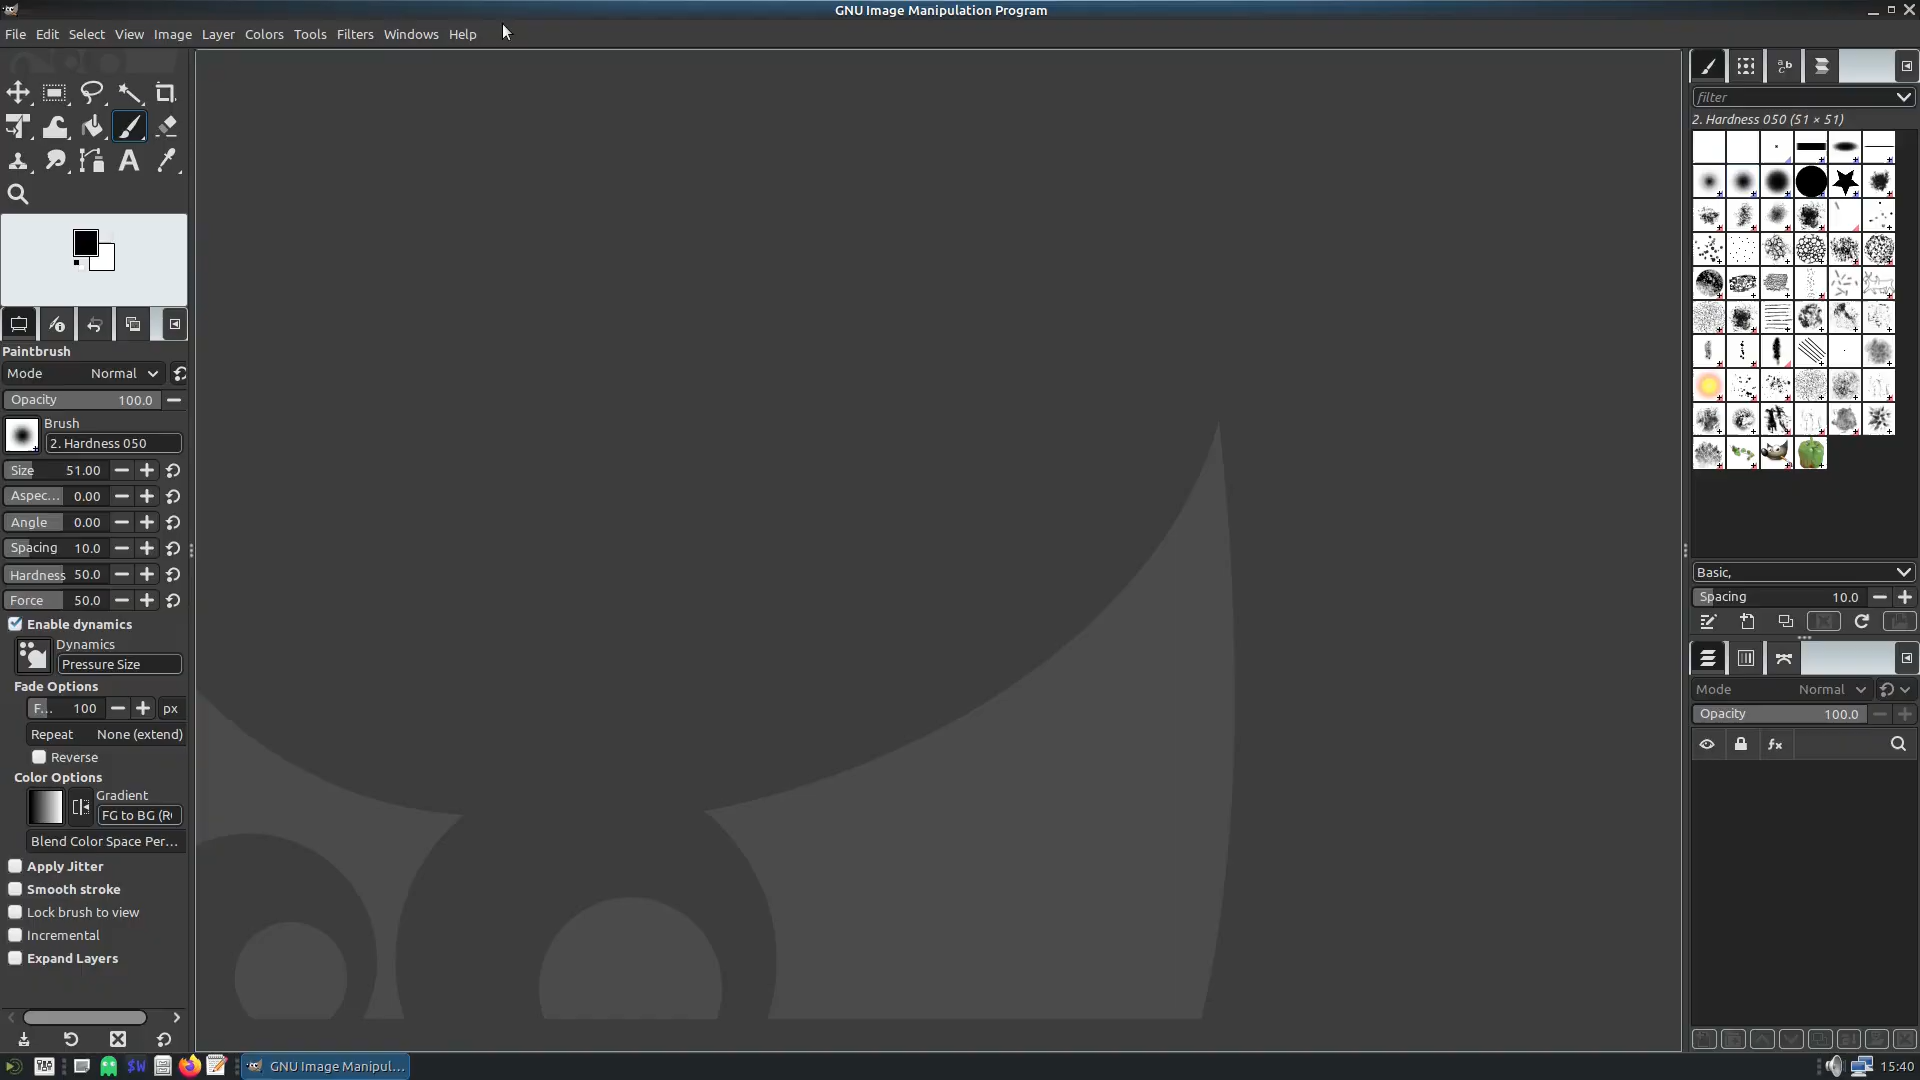 GNU Image Manipulation Program
File Edit Select View Image Layer Colors Tools Filters Windows Help
Paintbrush
Mode Normal
Opacity 100.0
Brush
2. Hardness 050
Size 51.00
Aspec... 0.00
Angle 0.00
Spacing 10.0
Hardness 50.0
Force 50.0
Enable dynamics
Dynamics
Pressure Size
Fade Options
F... 100 px
Repeat None (extend)
Reverse
Color Options
Gradient
FG to BG (R
Blend Color Space Per...
Apply Jitter
Smooth stroke
Lock brush to view
Incremental
Expand Layers
filter
2. Hardness 050 (51 × 51)
Basic,
Spacing 10.0
Mode Normal
Opacity 100.0
fx
$W
GNU Image Manipul...
15:40